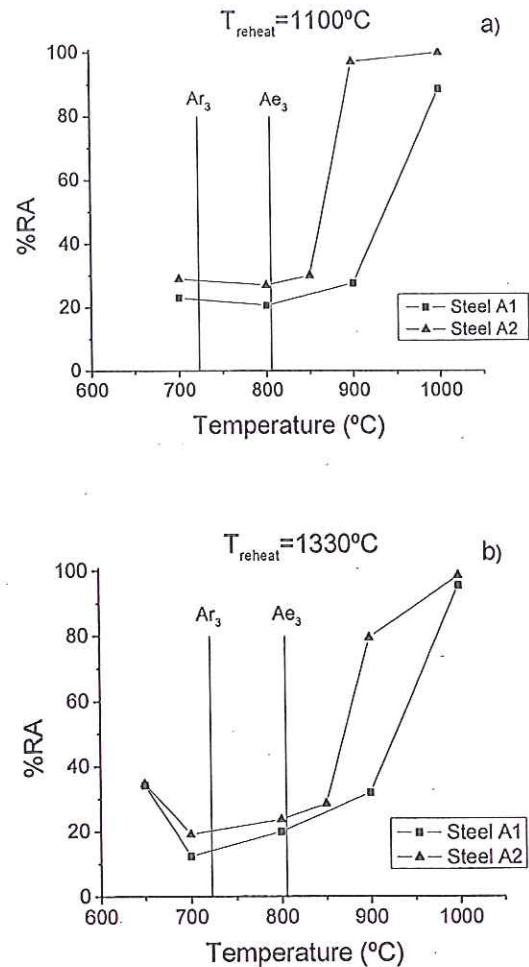 T_reheat=1100ºC
a)
100
80
60
40
20
0
%RA
Ar₃
Ae₃
Steel A1
Steel A2
600 700 800 900 1000
Temperature (ºC)
T_reheat=1330ºC
b)
100
80
60
40
20
0
%RA
Ar₃
Ae₃
Steel A1
Steel A2
600 700 800 900 1000
Temperature (ºC)